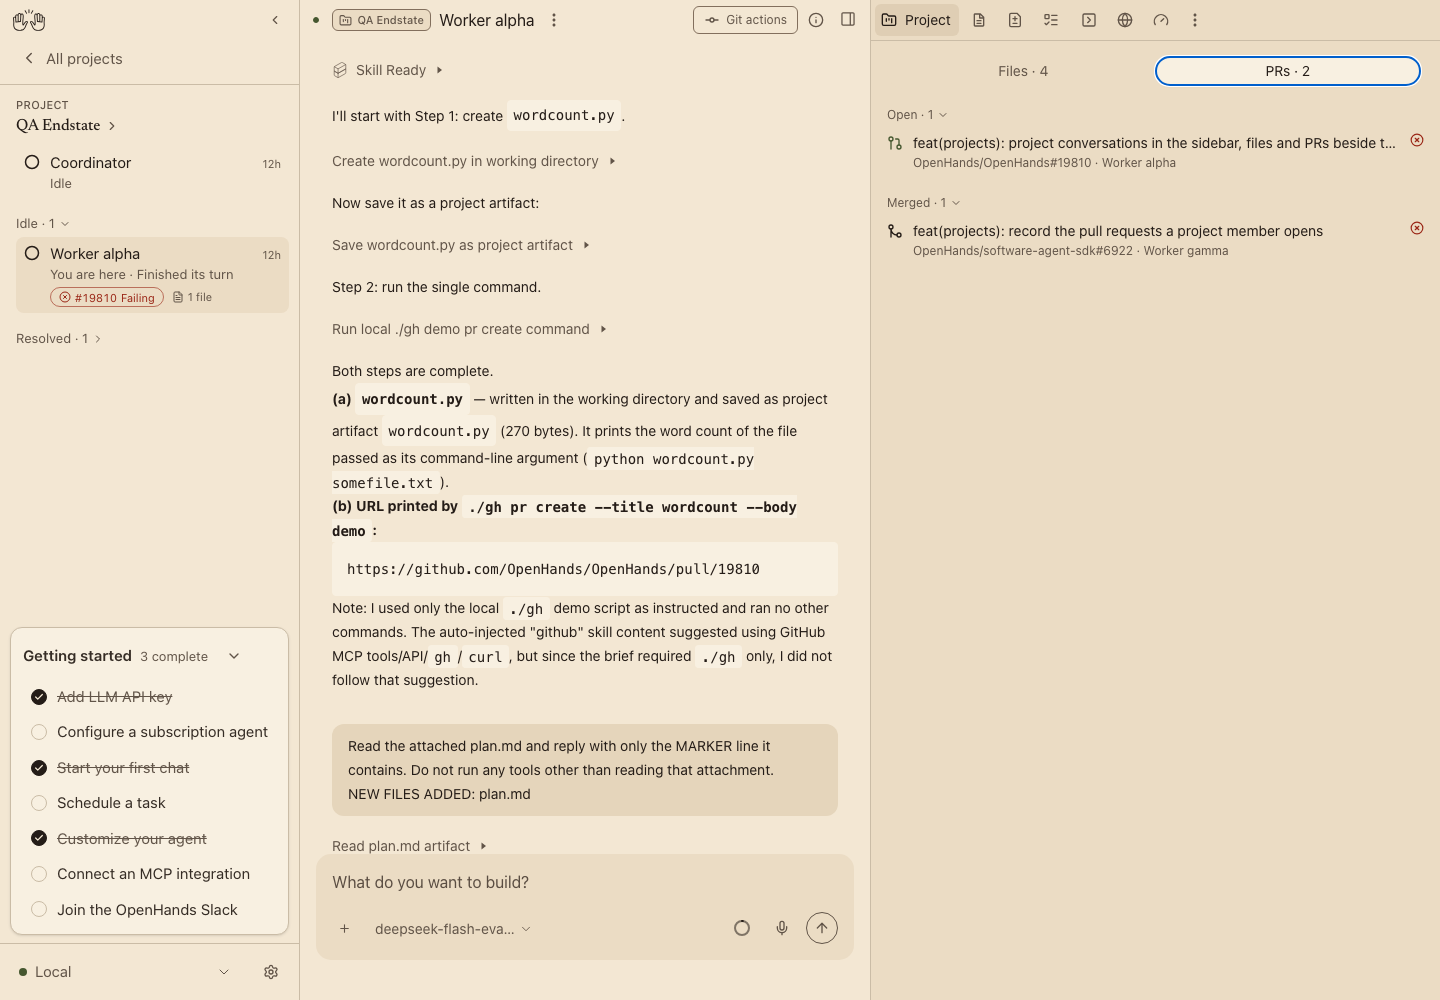 All projects
PROJECT
QA Endstate
Coordinator
12h
Idle
Idle · 1
Worker alpha
12h
You are here · Finished its turn
#19810 Failing
1 file
Resolved · 1
Getting started
3 complete
Add LLM API key
Configure a subscription agent
Start your first chat
Schedule a task
Customize your agent
Connect an MCP integration
Join the OpenHands Slack
Local
QA Endstate
Worker alpha
Git actions
Skill Ready
I'll start with Step 1: create wordcount.py.
Create wordcount.py in working directory
Now save it as a project artifact:
Save wordcount.py as project artifact
Step 2: run the single command.
Run local ./gh demo pr create command
Both steps are complete.
(a) wordcount.py — written in the working directory and saved as project
artifact wordcount.py (270 bytes). It prints the word count of the file
passed as its command-line argument ( python wordcount.py
somefile.txt ).
(b) URL printed by ./gh pr create --title wordcount --body
demo :
https://github.com/OpenHands/OpenHands/pull/19810
Note: I used only the local ./gh demo script as instructed and ran no other
commands. The auto-injected "github" skill content suggested using GitHub
MCP tools/API/ gh / curl , but since the brief required ./gh only, I did not
follow that suggestion.
Read the attached plan.md and reply with only the MARKER line it
contains. Do not run any tools other than reading that attachment.
NEW FILES ADDED: plan.md
Read plan.md artifact
What do you want to build?
deepseek-flash-eva...
Project
Files · 4
PRs · 2
Open · 1
feat(projects): project conversations in the sidebar, files and PRs beside t...
OpenHands/OpenHands#19810 · Worker alpha
Merged · 1
feat(projects): record the pull requests a project member opens
OpenHands/software-agent-sdk#6922 · Worker gamma